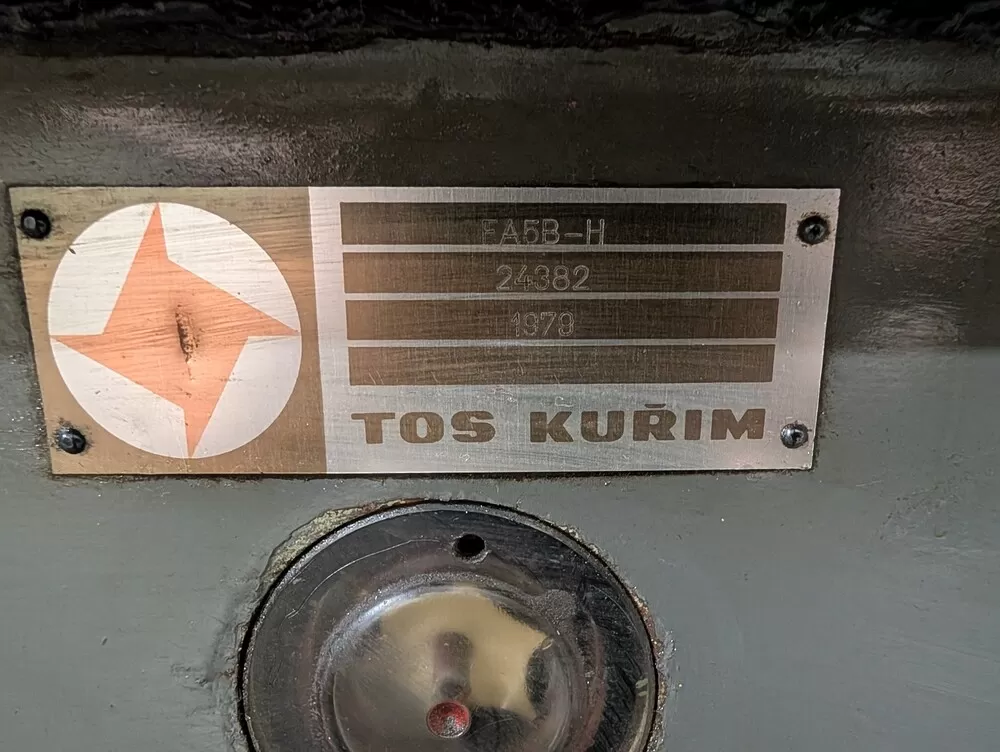 FA5B-H
24382
1979
TOS KUŘIM